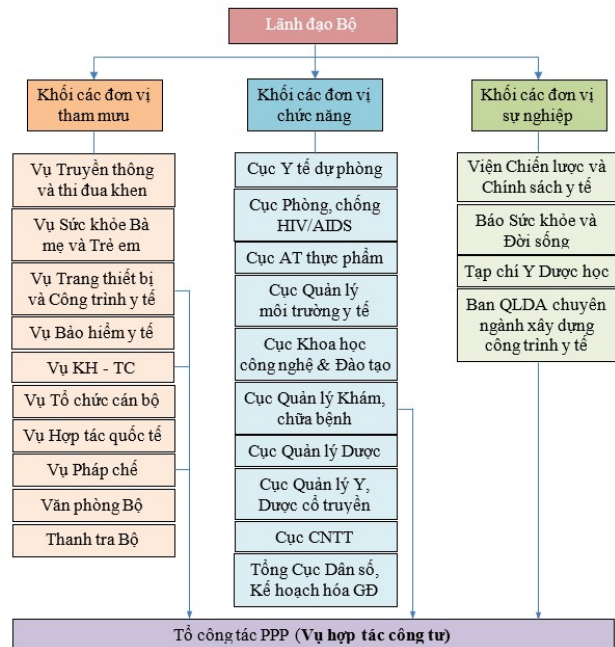 Lãnh đạo Bộ
Khối các đơn vị
tham mưu
Vụ Truyền thông
và thi đua khen
Vụ Sức khỏe Bà
mẹ và Trẻ em
Vụ Trang thiết bị
và Công trình y tế
Vụ Bảo hiểm y tế
Vụ KH - TC
Vụ Tổ chức cán bộ
Vụ Hợp tác quốc tế
Vụ Pháp chế
Văn phòng Bộ
Thanh tra Bộ
Khối các đơn vị
chức năng
Cục Y tế dự phòng
Cục Phòng, chống
HIV/AIDS
Cục AT thực phẩm
Cục Quản lý
môi trường y tế
Cục Khoa học
công nghệ & Đào tạo
Cục Quản lý Khám,
chữa bệnh
Cục Quản lý Dược
Cục Quản lý Y,
Dược cổ truyền
Cục CNTT
Tổng Cục Dân số,
Kế hoạch hóa GĐ
Khối các đơn vị
sự nghiệp
Viện Chiến lược và
Chính sách y tế
Báo Sức khỏe và
Đời sống
Tạp chí Y Dược học
Ban QLDA chuyên
ngành xây dựng
công trình y tế
Tổ công tác PPP (Vụ hợp tác công tư)